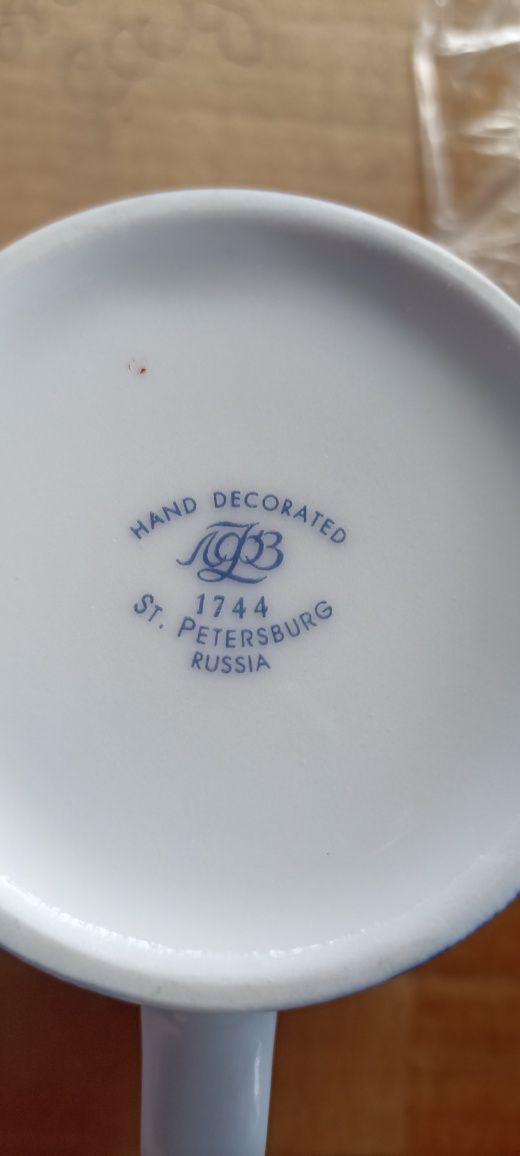 HAND DECORATED
ЛФЗ
1744
ST. PETERSBURG
RUSSIA